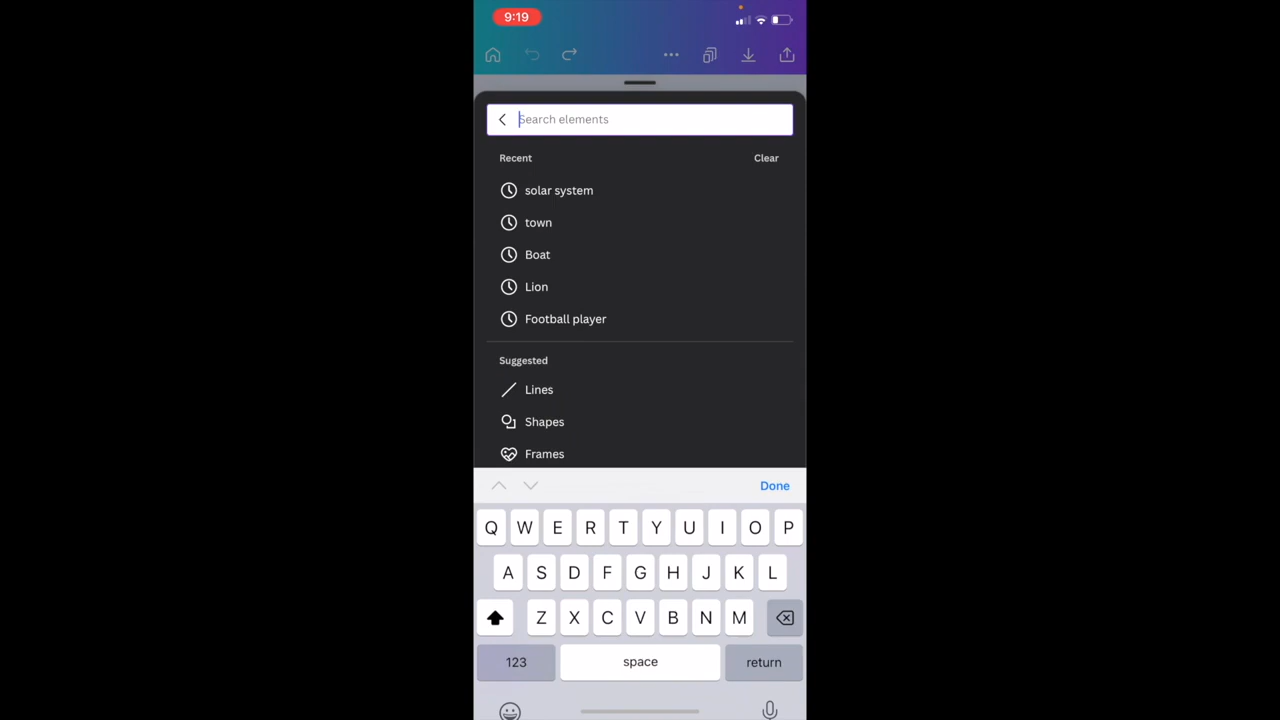 9:19
Search elements
Recent Clear
solar system
town
Boat
Lion
Football player
Suggested
Lines
Shapes
Frames
Done
Q W E R T Y U I O P
A S D F G H J K L
Z X C V B N M
123 space return